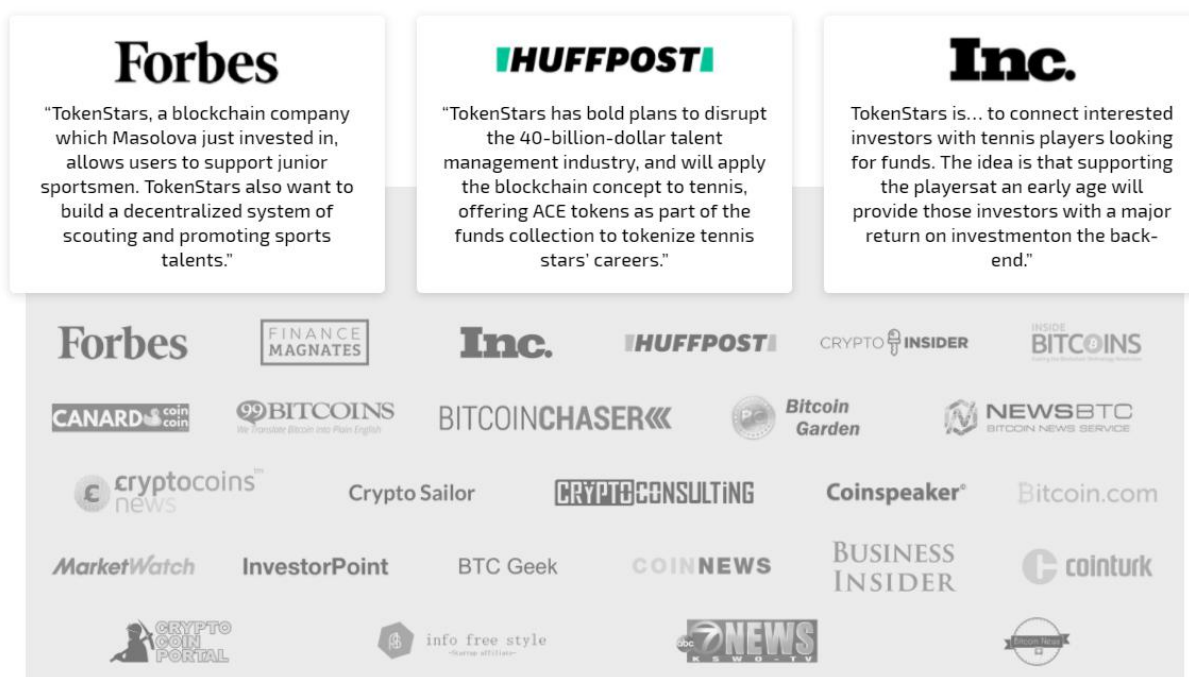 Forbes
“TokenStars, a blockchain company
which Masolova just invested in,
allows users to support junior
sportsmen. TokenStars also want to
build a decentralized system of
scouting and promoting sports
talents.”
HUFFPOST
“TokenStars has bold plans to disrupt
the 40-billion-dollar talent
management industry, and will apply
the blockchain concept to tennis,
offering ACE tokens as part of the
funds collection to tokenize tennis
stars’ careers.”
Inc.
TokenStars is... to connect interested
investors with tennis players looking
for funds. The idea is that supporting
the playersat an early age will
provide those investors with a major
return on investmenton the back-
end.”
Forbes
FINANCE
MAGNATES
Inc.
HUFFPOST
CRYPTO INSIDER
INSIDE
BITCOINS
CANARD coin
coin
99BITCOINS
We Translate Bitcoin Into Plain English
BITCOINCHASER
Bitcoin
Garden
NEWSBTC
BITCOIN NEWS SERVICE
cryptocoins™
news
Crypto Sailor
CRYPTOCONSULTiNG
Coinspeaker®
Bitcoin.com
MarketWatch
InvestorPoint
BTC Geek
COINNEWS
BUSINESS
INSIDER
cointurk
CRYPTO
COIN
PORTAL
info free style
-Startup affiliate-
abc 7NEWS
KSWO-TV
Bitcoin News